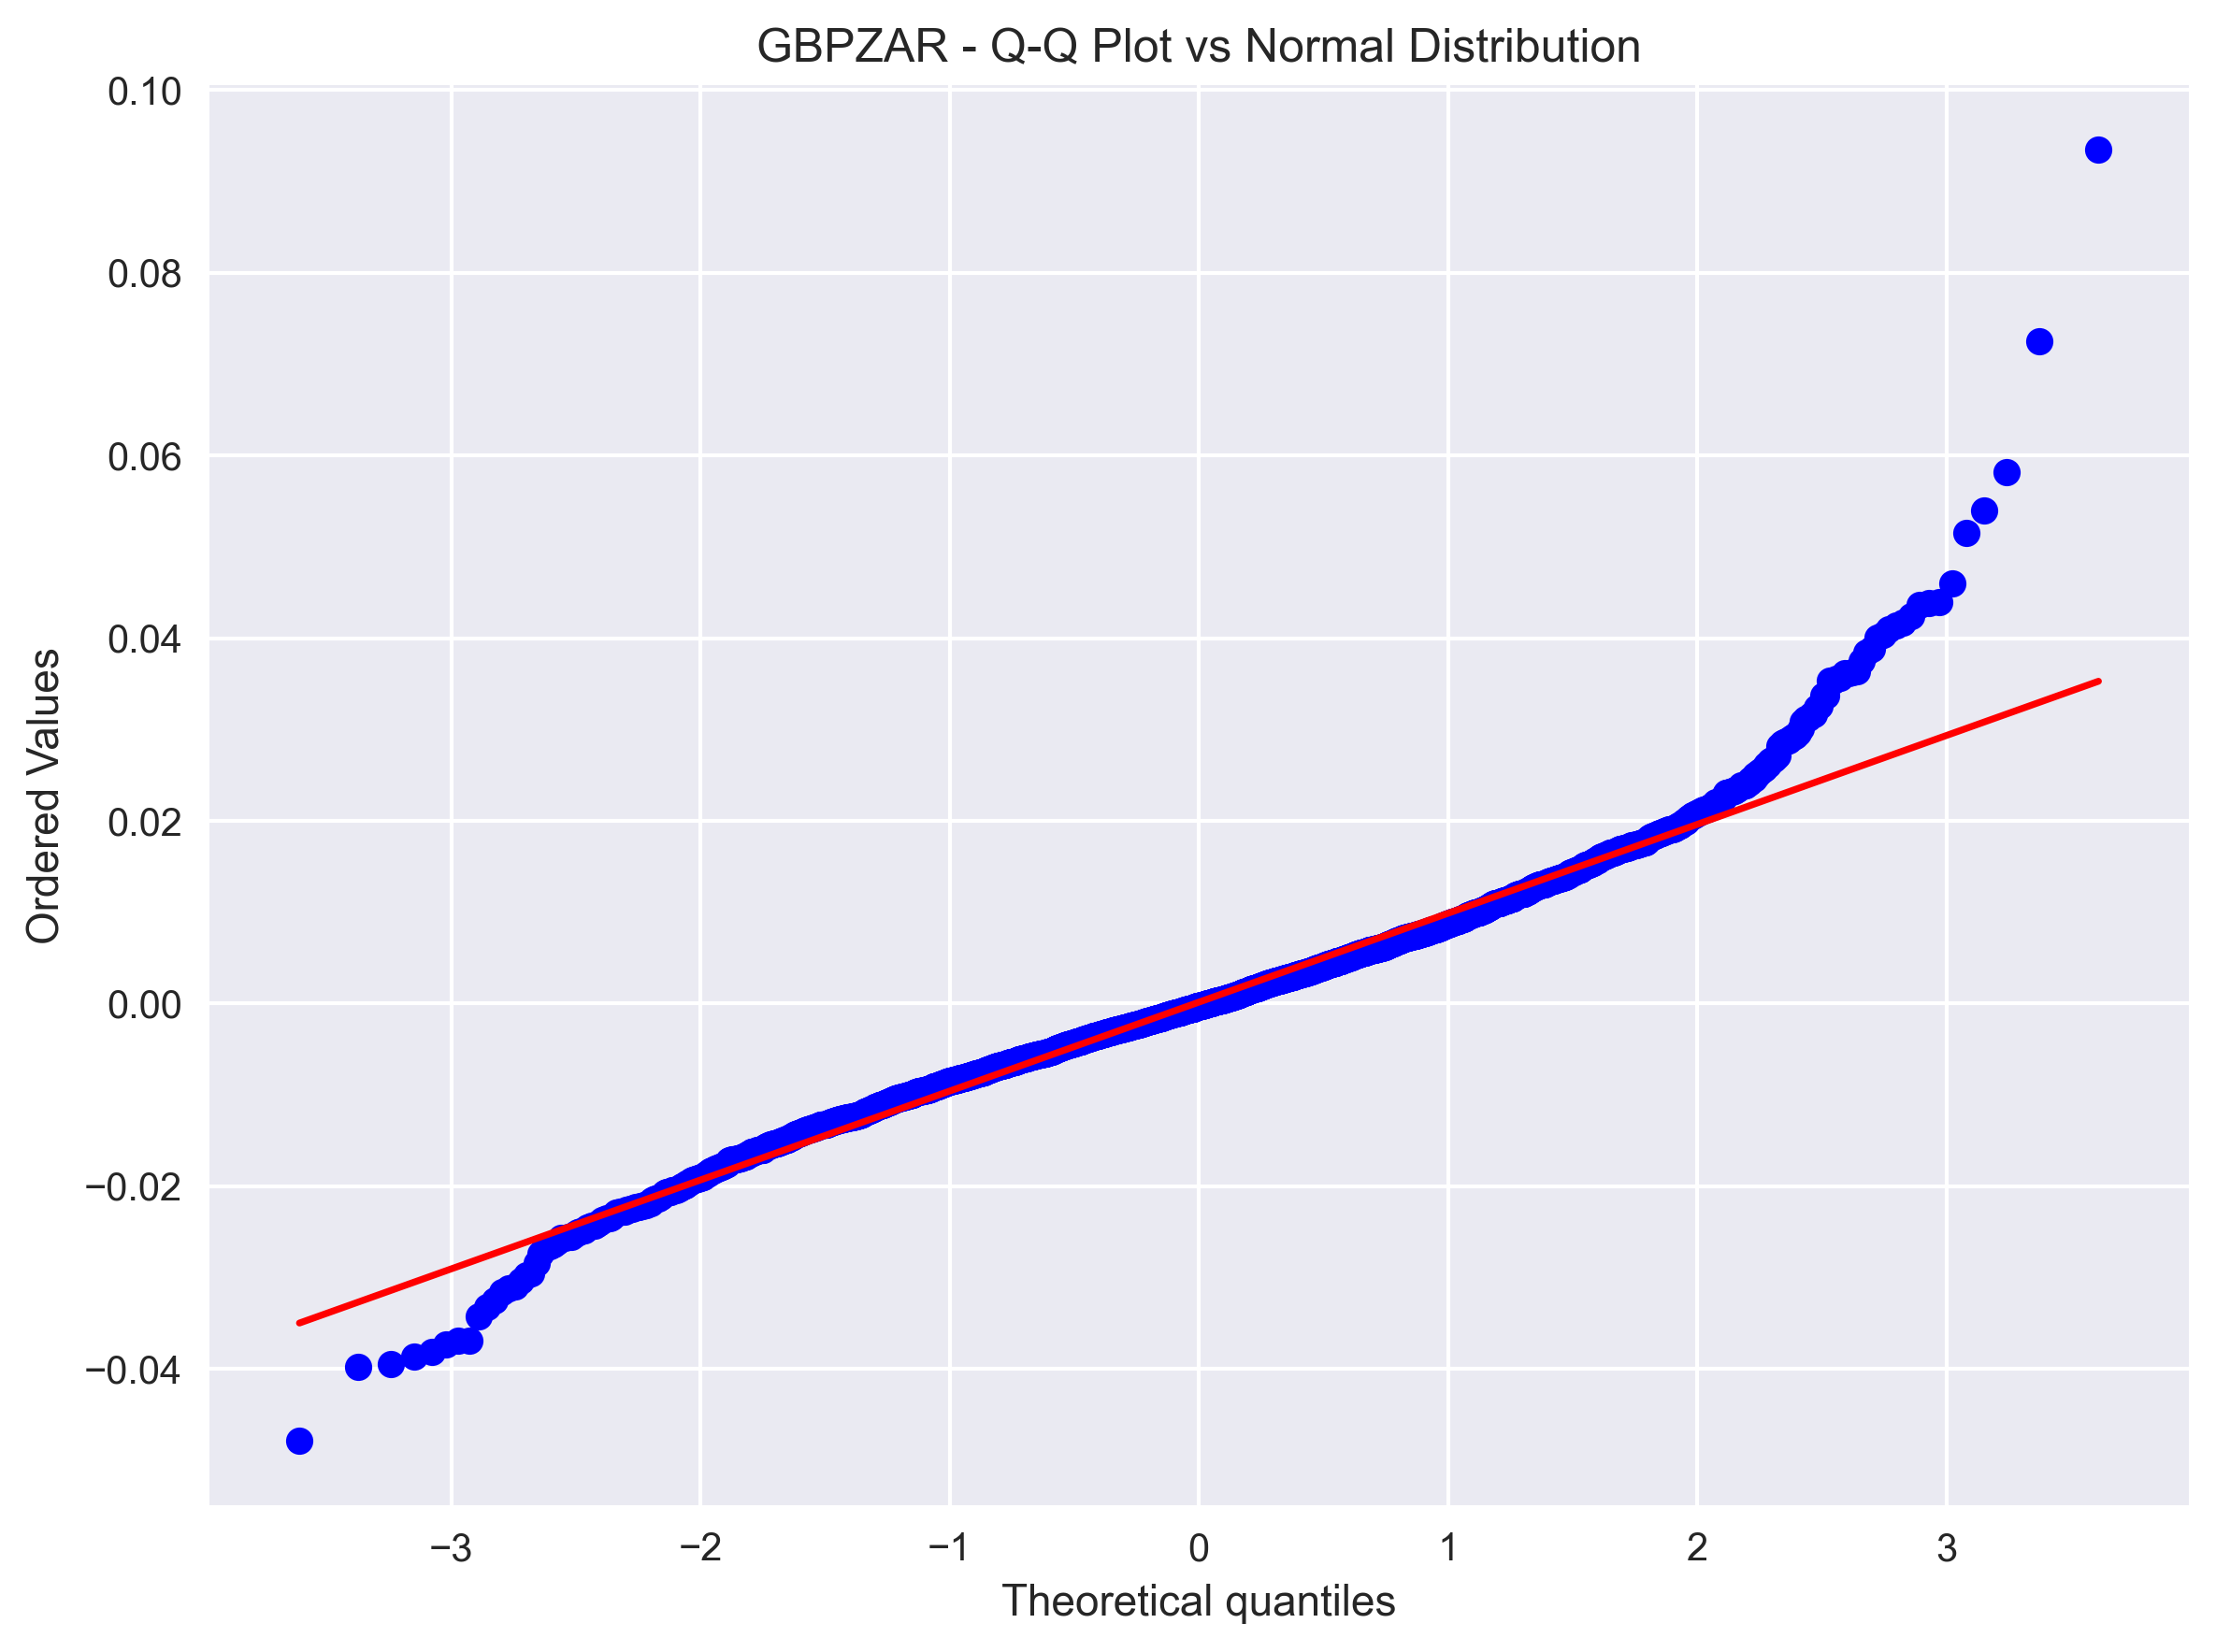 GBPZAR - Q-Q Plot vs Normal Distribution
0.10
0.08
0.06
0.04
0.02
0.00
−0.02
−0.04
Ordered Values
−3 −2 −1 0 1 2 3
Theoretical quantiles